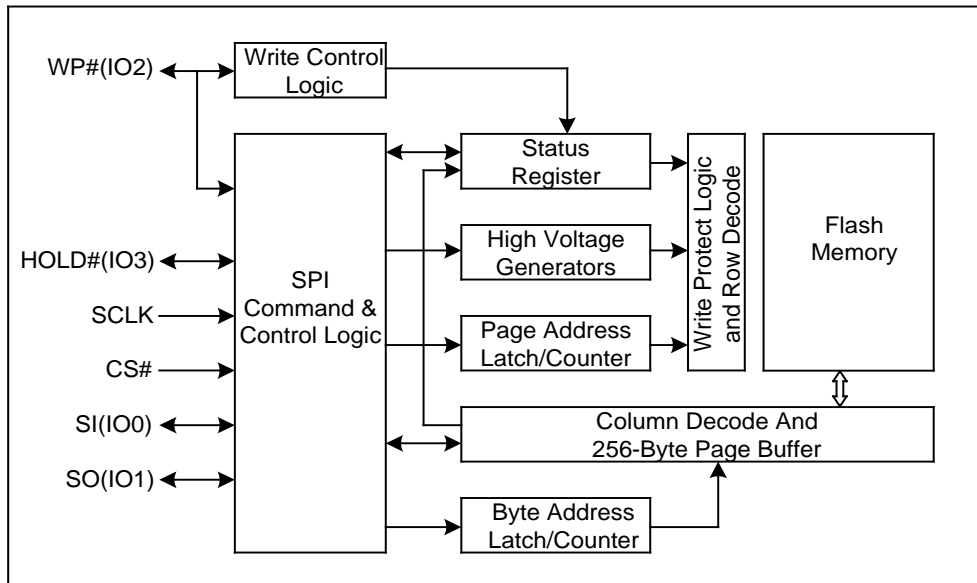 WP#(IO2)
Write Control
Logic
Status
Register
Write Protect Logic
and Row Decode
Flash
Memory
High Voltage
Generators
HOLD#(IO3)
SPI
Command &
Control Logic
SCLK
Page Address
Latch/Counter
CS#
SI(IO0)
Column Decode And
256-Byte Page Buffer
SO(IO1)
Byte Address
Latch/Counter